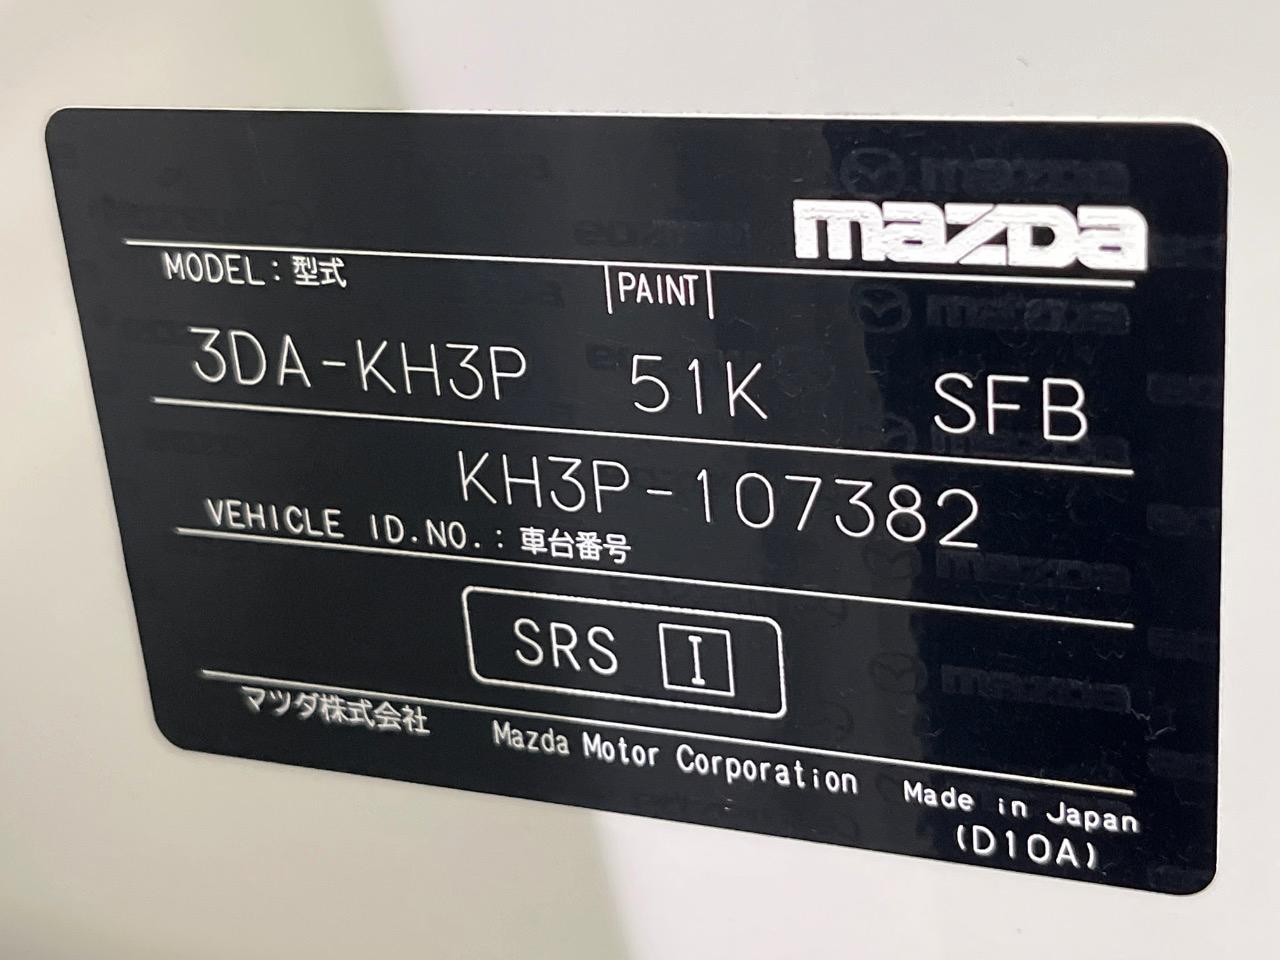 mazda
MODEL : 型式 PAINT
3DA-KH3P 51K SFB
KH3P-107382
VEHICLE ID.NO. : 車台番号
SRS I
マツダ株式会社 Mazda Motor Corporation Made in Japan
(D10A)